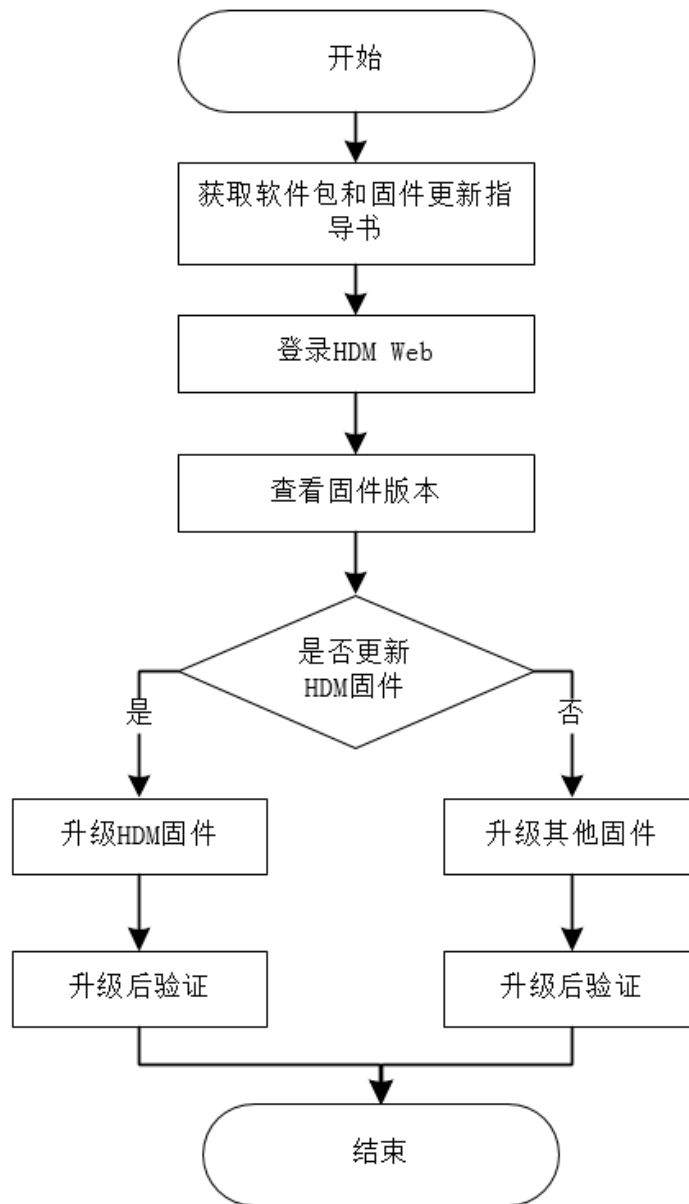 开始
获取软件包和固件更新指
导书
登录HDM Web
查看固件版本
是否更新
HDM固件
是
否
升级HDM固件
升级其他固件
升级后验证
升级后验证
结束